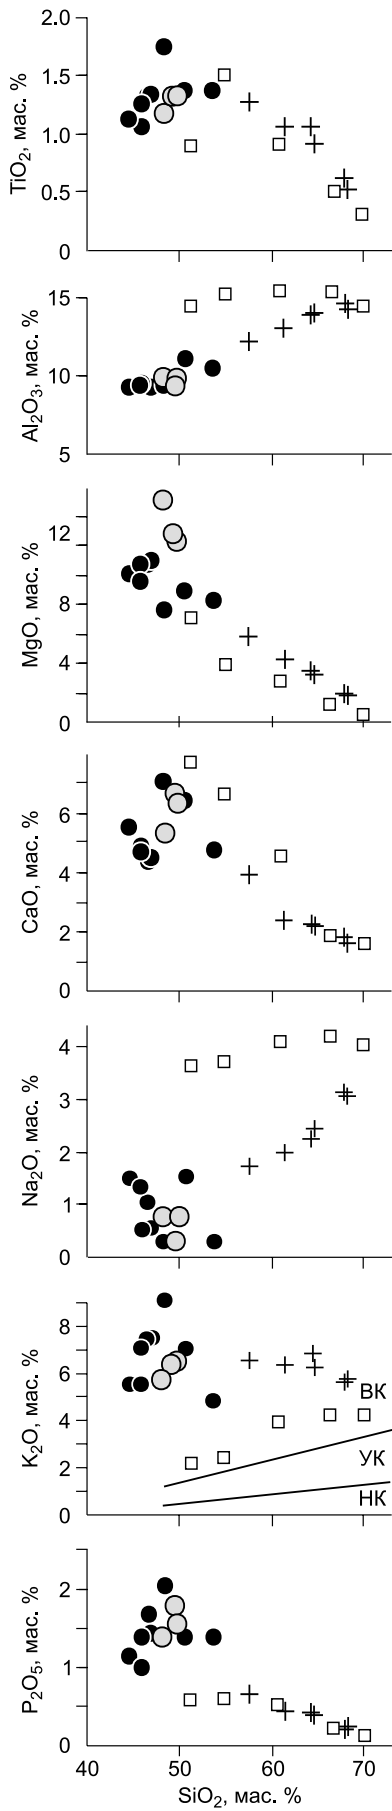 2.0
1.5
1.0
0.5
0
TiO₂, мас. %
15
10
5
Al₂O₃, мас. %
12
8
4
0
MgO, мас. %
6
4
2
0
CaO, мас. %
4
3
2
1
0
Na₂O, мас. %
8
6
4
2
0
K₂O, мас. %
ВК
УК
НК
2
1
0
P₂O₅, мас. %
40 50 60 70
SiO₂, мас. %